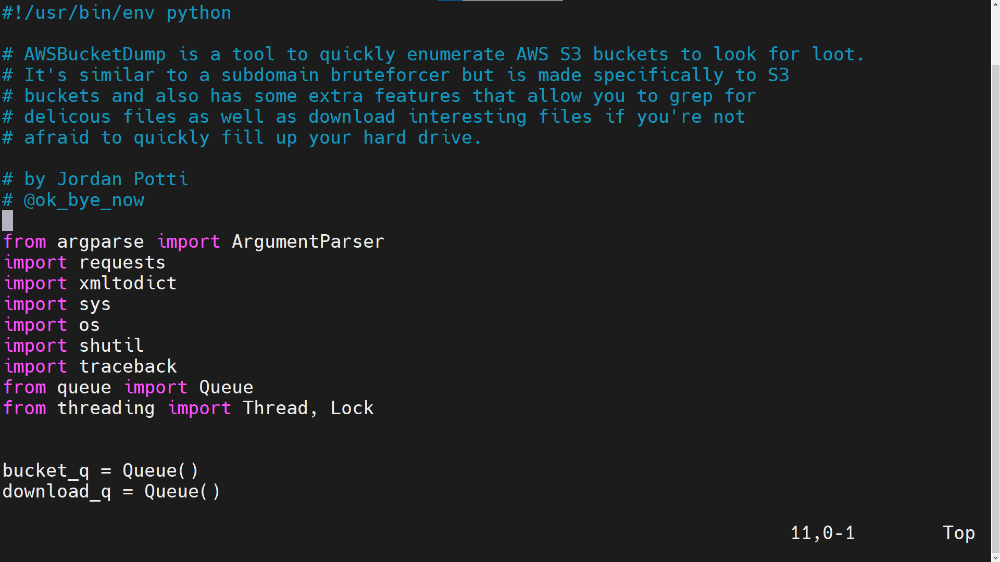 #!/usr/bin/env python
# AWSBucketDump is a tool to quickly enumerate AWS S3 buckets to look for loot.
# It's similar to a subdomain bruteforcer but is made specifically to S3
# buckets and also has some extra features that allow you to grep for
# delicous files as well as download interesting files if you're not
# afraid to quickly fill up your hard drive.
# by Jordan Potti
# @ok_bye_now
from argparse import ArgumentParser
import requests
import xmltodict
import sys
import os
import shutil
import traceback
from queue import Queue
from threading import Thread, Lock
bucket_q = Queue()
download_q = Queue()
11,0-1 Top